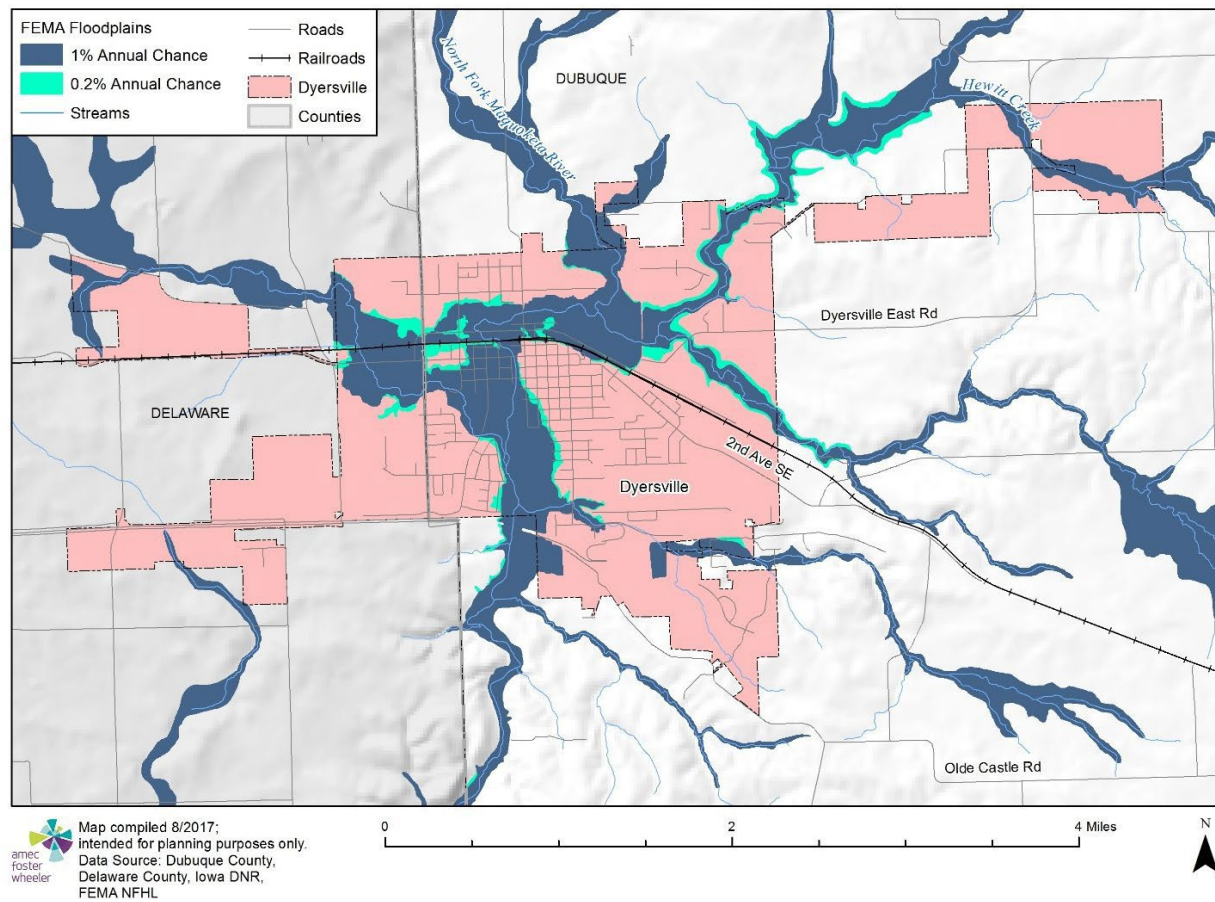 FEMA Floodplains
1% Annual Chance
0.2% Annual Chance
Streams
Roads
Railroads
Dyersville
Counties
North Fork Maquoketa River
DUBUQUE
Hewitt Creek
Dyersville East Rd
DELAWARE
2nd Ave SE
Dyersville
Olde Castle Rd
amec
foster
wheeler
Map compiled 8/2017;
intended for planning purposes only.
Data Source: Dubuque County,
Delaware County, Iowa DNR,
FEMA NFHL
0
2
4 Miles
N